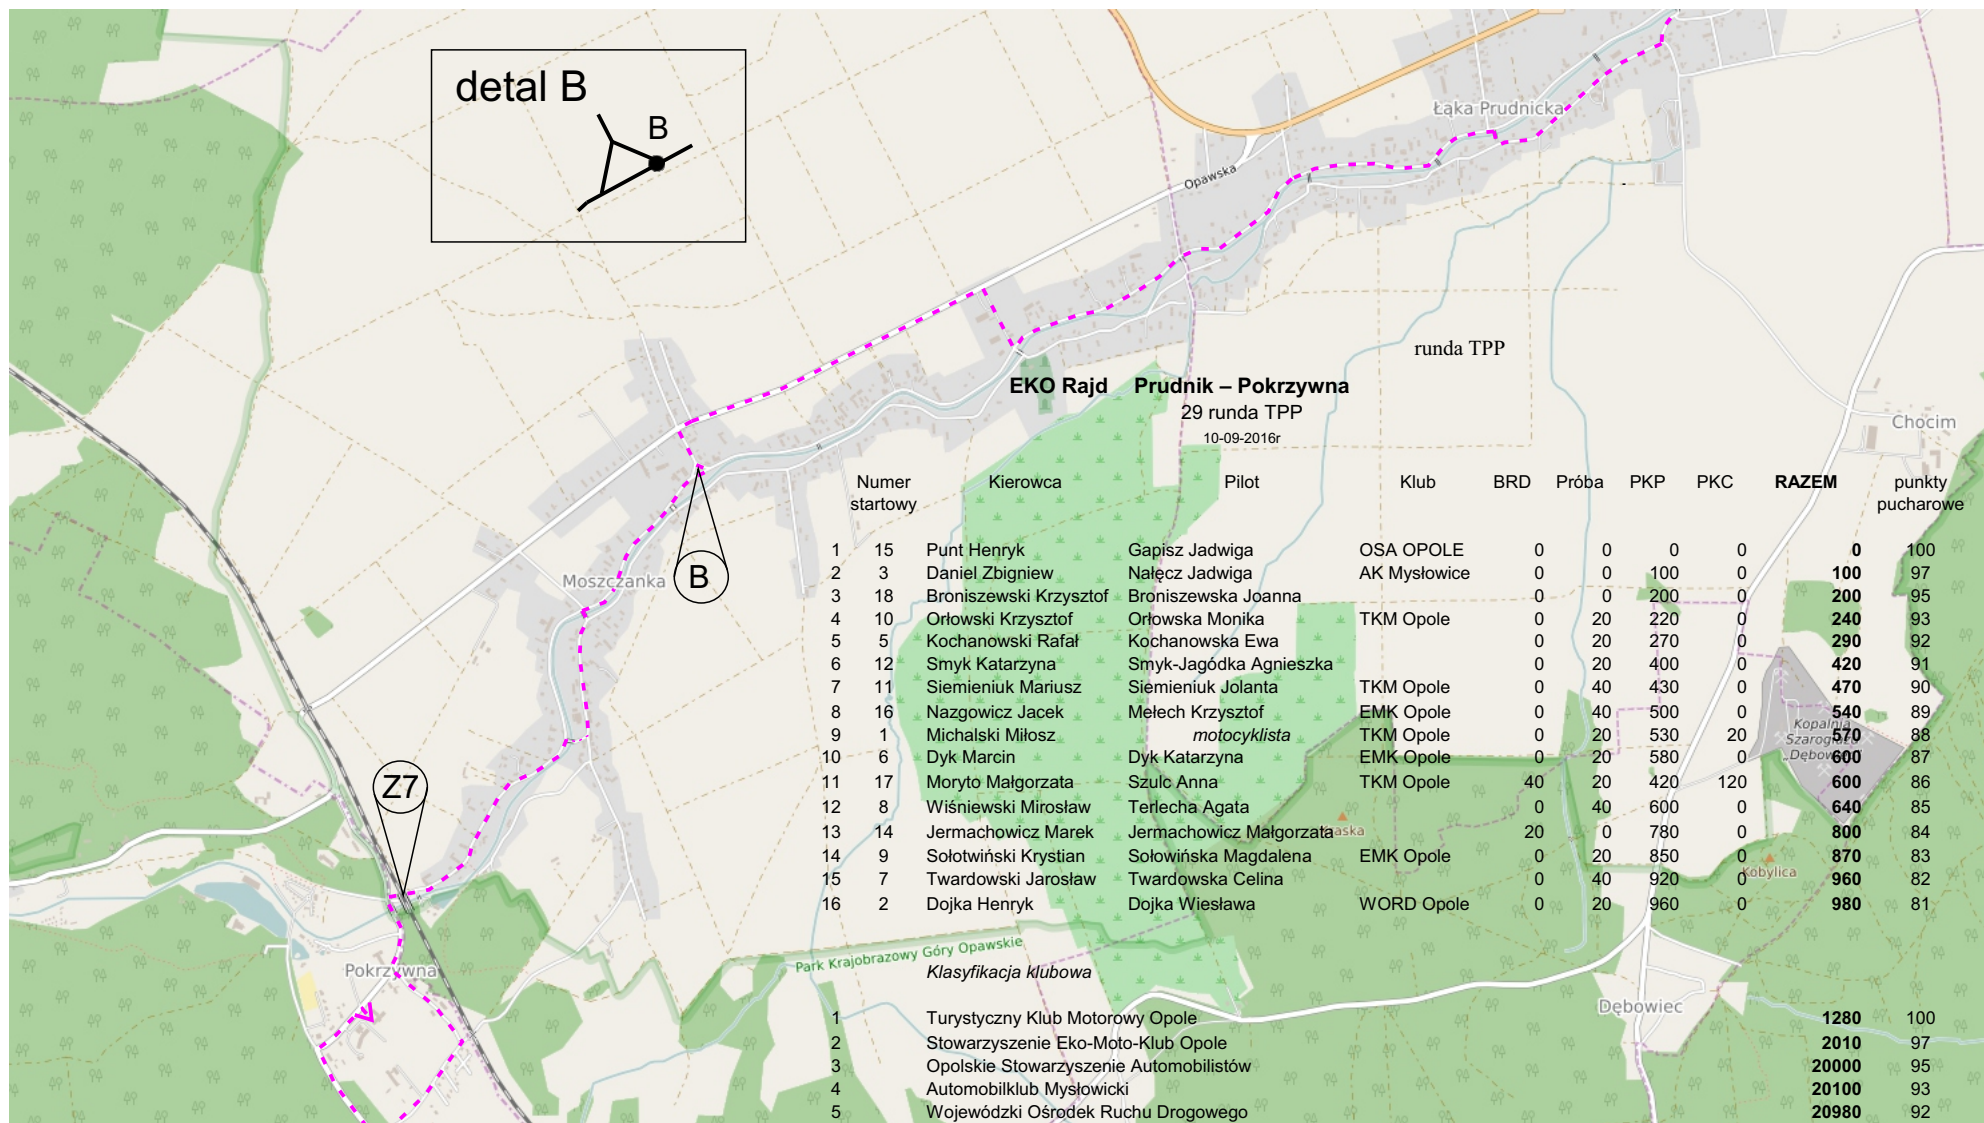 detal B
B
Łąka Prudnicka
Opawska
runda TPP
EKO Rajd Prudnik – Pokrzywna
29 runda TPP
10-09-2016r
Chocim
Numer startowy Kierowca Pilot Klub BRD Próba PKP PKC RAZEM punkty pucharowe
1 15 Punt Henryk Gapisz Jadwiga OSA OPOLE 0 0 0 0 0 100
2 3 Daniel Zbigniew Nałęcz Jadwiga AK Mysłowice 0 0 100 0 100 97
3 18 Broniszewski Krzysztof Broniszewska Joanna 0 0 200 0 200 95
4 10 Orłowski Krzysztof Orłowska Monika TKM Opole 0 20 220 0 240 93
5 5 Kochanowski Rafał Kochanowska Ewa 0 20 270 0 290 92
6 12 Smyk Katarzyna Smyk-Jagódka Agnieszka 0 20 400 0 420 91
7 11 Siemieniuk Mariusz Siemieniuk Jolanta TKM Opole 0 40 430 0 470 90
8 16 Nazgowicz Jacek Mełech Krzysztof EMK Opole 0 40 500 0 540 89
9 1 Michalski Miłosz motocyklista TKM Opole 0 20 530 20 570 88
10 6 Dyk Marcin Dyk Katarzyna EMK Opole 0 20 580 0 600 87
11 17 Moryto Małgorzata Szulc Anna TKM Opole 40 20 420 120 600 86
12 8 Wiśniewski Mirosław Terlecha Agata 0 40 600 0 640 85
13 14 Jermachowicz Marek Jermachowicz Małgorzata 20 0 780 0 800 84
14 9 Sołotwiński Krystian Sołowińska Magdalena EMK Opole 0 20 850 0 870 83
15 7 Twardowski Jarosław Twardowska Celina 0 40 920 0 960 82
16 2 Dojka Henryk Dojka Wiesława WORD Opole 0 20 960 0 980 81
Moszczanka
B
Kopalnia
Szarogłazu
Z7
Kobylica
Park Krajobrazowy Góry Opawskie
Pokrzywna
Klasyfikacja klubowa
Dębowiec
1 Turystyczny Klub Motorowy Opole 1280 100
2 Stowarzyszenie Eko-Moto-Klub Opole 2010 97
3 Opolskie Stowarzyszenie Automobilistów 20000 95
4 Automobilklub Mysłowicki 20100 93
5 Wojewódzki Ośrodek Ruchu Drogowego 20980 92